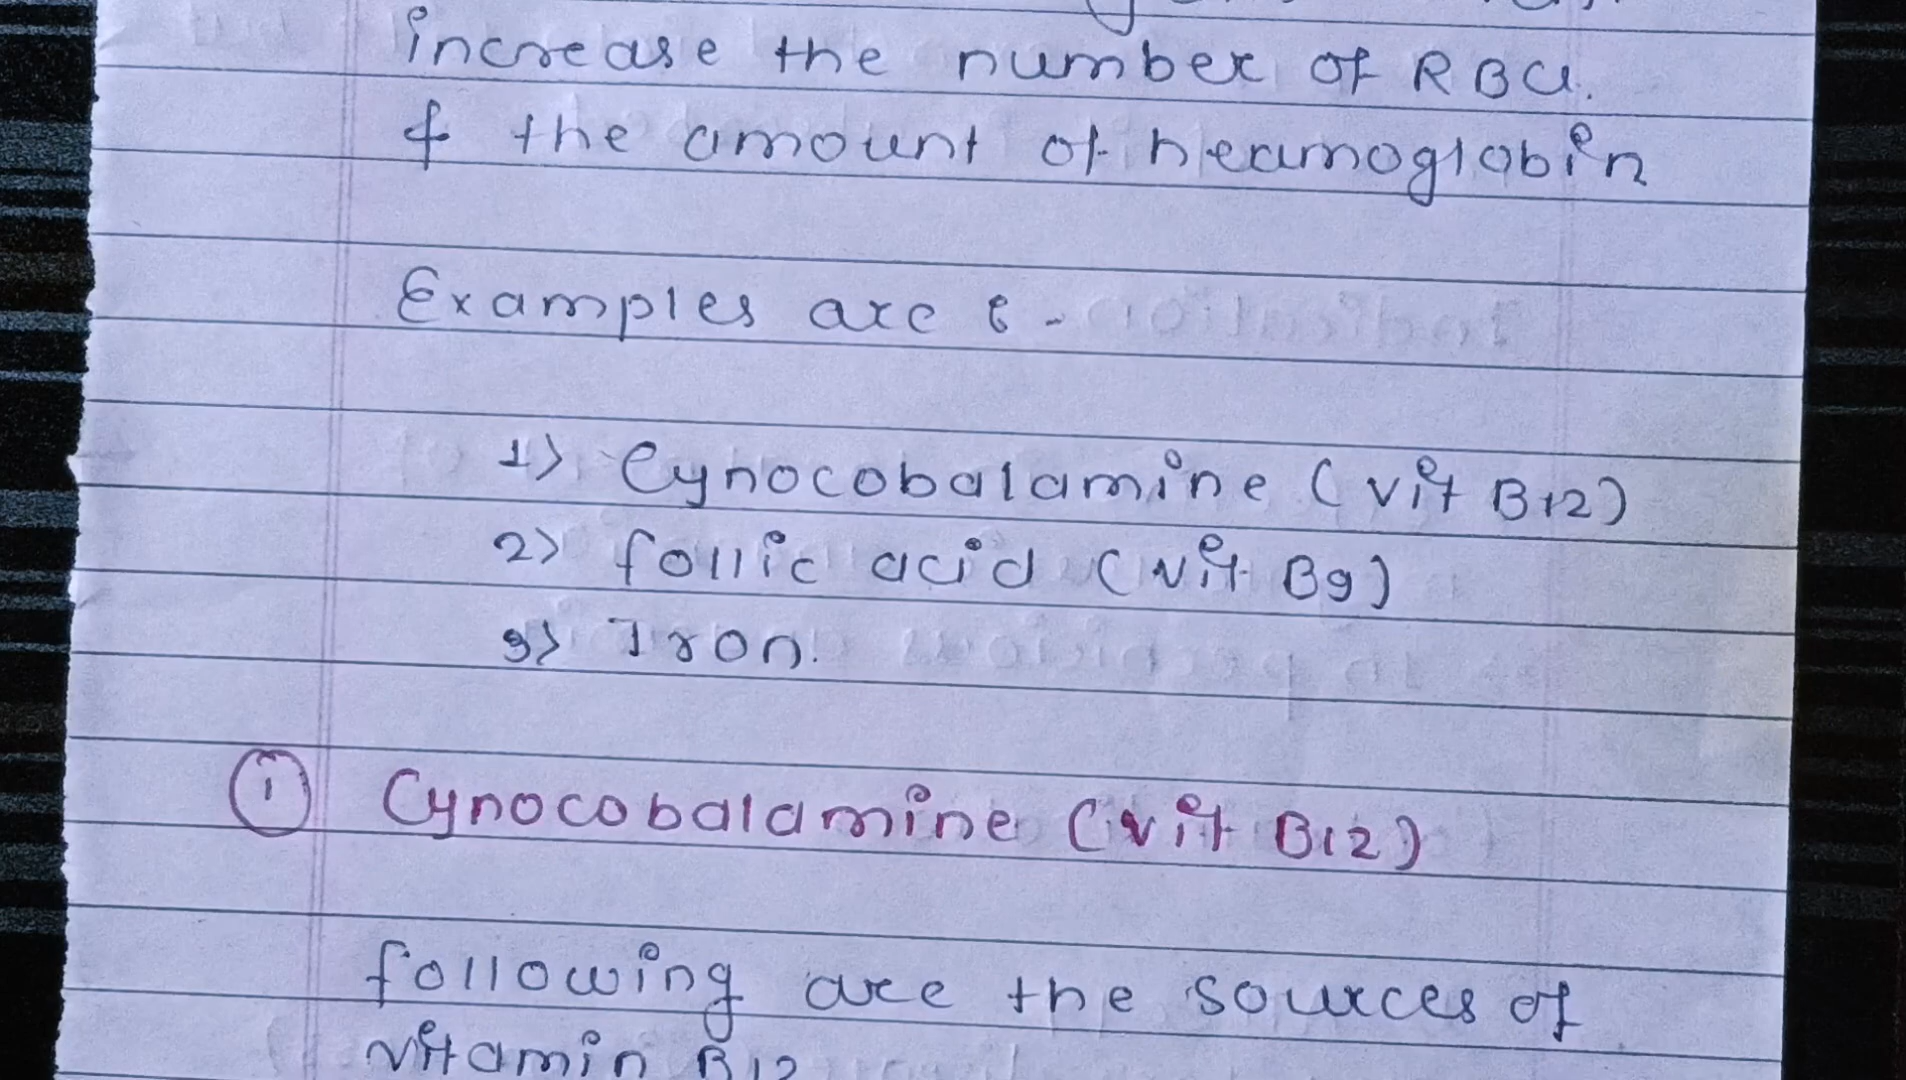 increase the number of RBCs.
& the amount of heamoglobin
Examples are :-
1) Cynocobalamine (vit B12)
2) follic acid (vit B9)
3) Iron.
① Cynocobalamine (vit B12)
following are the sources of
vitamin B12